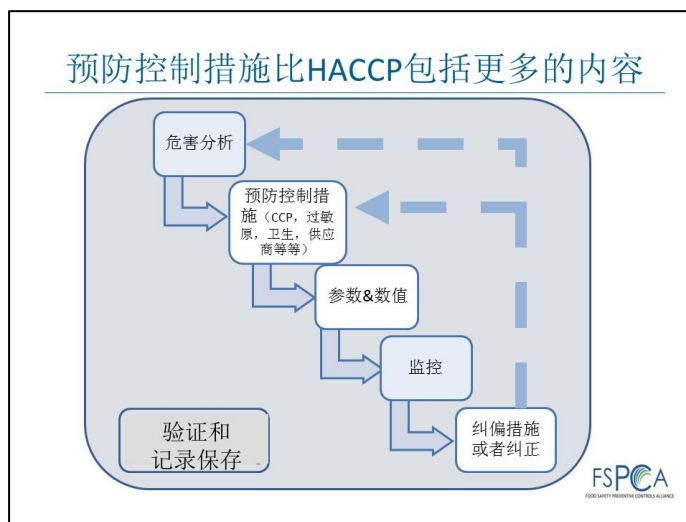 预防控制措施比HACCP包括更多的内容
危害分析
预防控制措
施（CCP，过敏
原，卫生，供应
商等等）
参数&数值
监控
纠偏措施
或者纠正
验证和
记录保存
FSPCA
FOOD SAFETY PREVENTIVE CONTROLS ALLIANCE